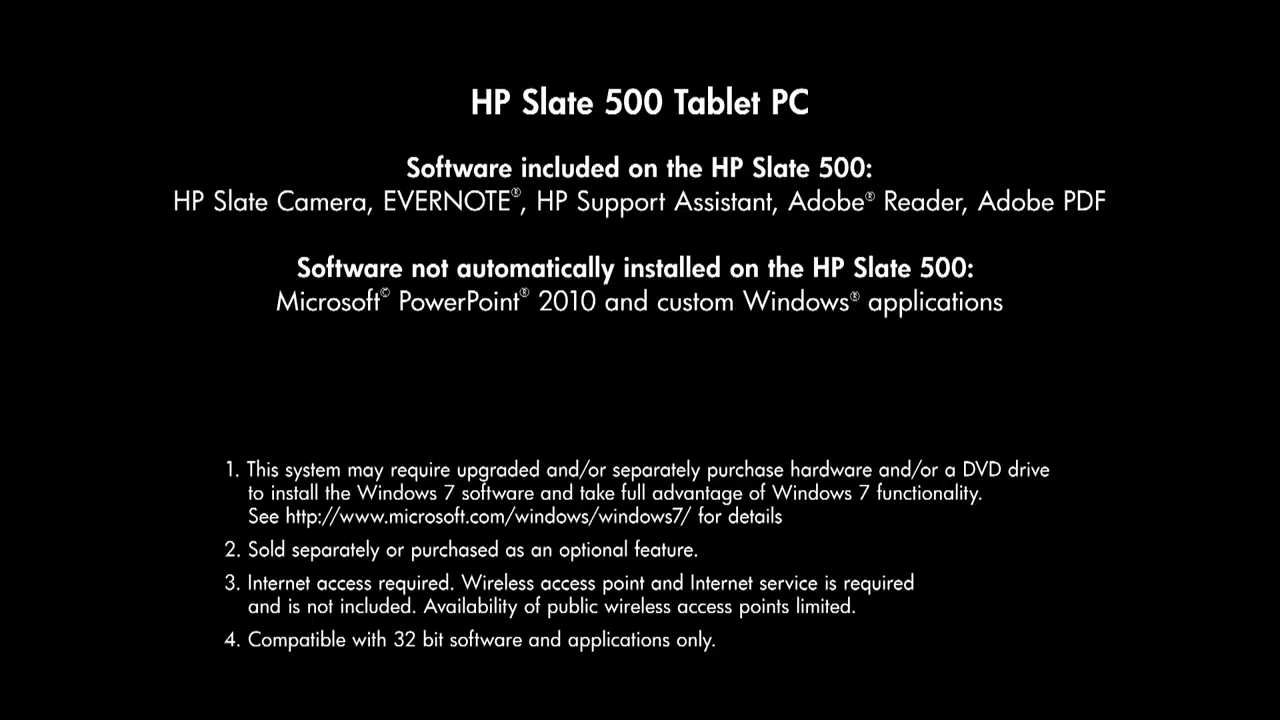 HP Slate 500 Tablet PC
Software included on the HP Slate 500:
HP Slate Camera, EVERNOTE®, HP Support Assistant, Adobe® Reader, Adobe PDF
Software not automatically installed on the HP Slate 500:
Microsoft© PowerPoint® 2010 and custom Windows® applications
1. This system may require upgraded and/or separately purchase hardware and/or a DVD drive
to install the Windows 7 software and take full advantage of Windows 7 functionality.
See http://www.microsoft.com/windows/windows7/ for details
2. Sold separately or purchased as an optional feature.
3. Internet access required. Wireless access point and Internet service is required
and is not included. Availability of public wireless access points limited.
4. Compatible with 32 bit software and applications only.